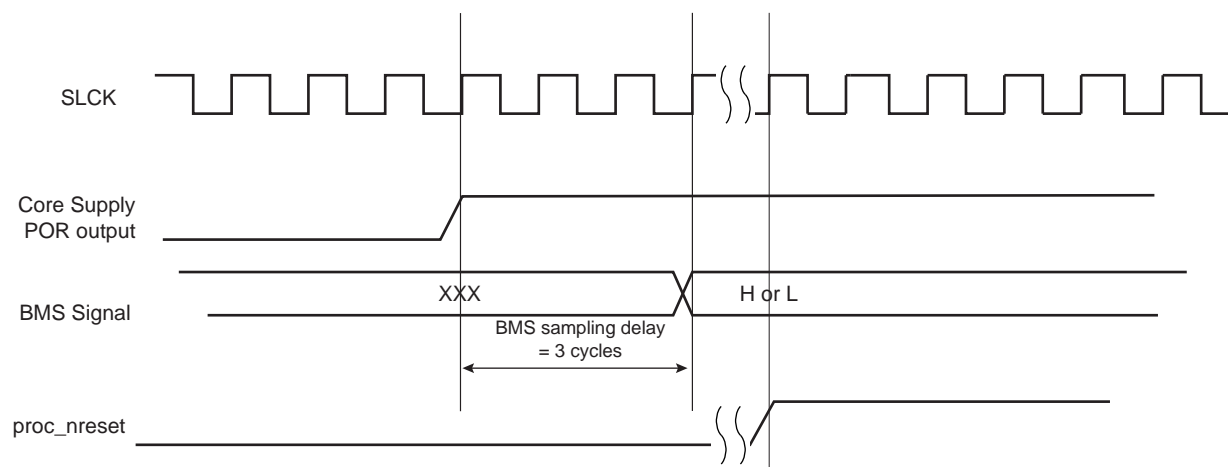 SLCK
Core Supply
POR output
BMS Signal
XXX
H or L
BMS sampling delay
= 3 cycles
proc_nreset